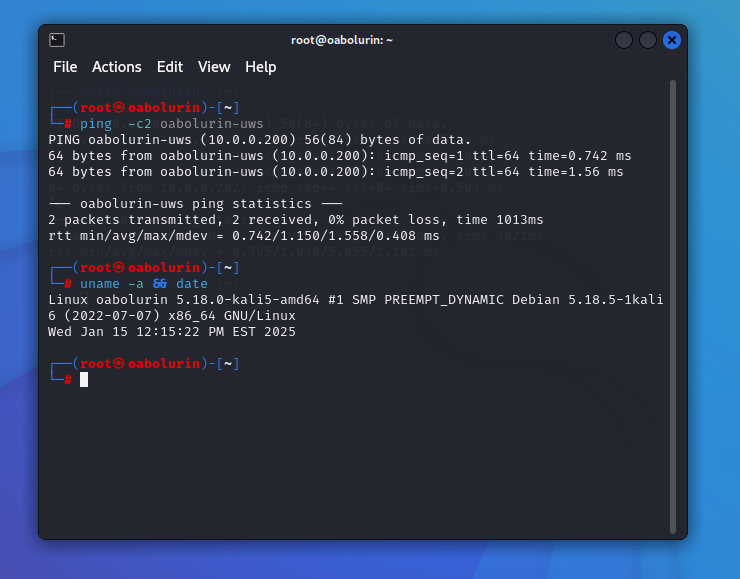 root@oabolurin: ~
File Actions Edit View Help
┌──(root㉿oabolurin)-[~]
└─# ping -c2 oabolurin-uws
PING oabolurin-uws (10.0.0.200) 56(84) bytes of data.
64 bytes from oabolurin-uws (10.0.0.200): icmp_seq=1 ttl=64 time=0.742 ms
64 bytes from oabolurin-uws (10.0.0.200): icmp_seq=2 ttl=64 time=1.56 ms
--- oabolurin-uws ping statistics ---
2 packets transmitted, 2 received, 0% packet loss, time 1013ms
rtt min/avg/max/mdev = 0.742/1.150/1.558/0.408 ms
┌──(root㉿oabolurin)-[~]
└─# uname -a && date
Linux oabolurin 5.18.0-kali5-amd64 #1 SMP PREEMPT_DYNAMIC Debian 5.18.5-1kali
6 (2022-07-07) x86_64 GNU/Linux
Wed Jan 15 12:15:22 PM EST 2025
┌──(root㉿oabolurin)-[~]
└─#